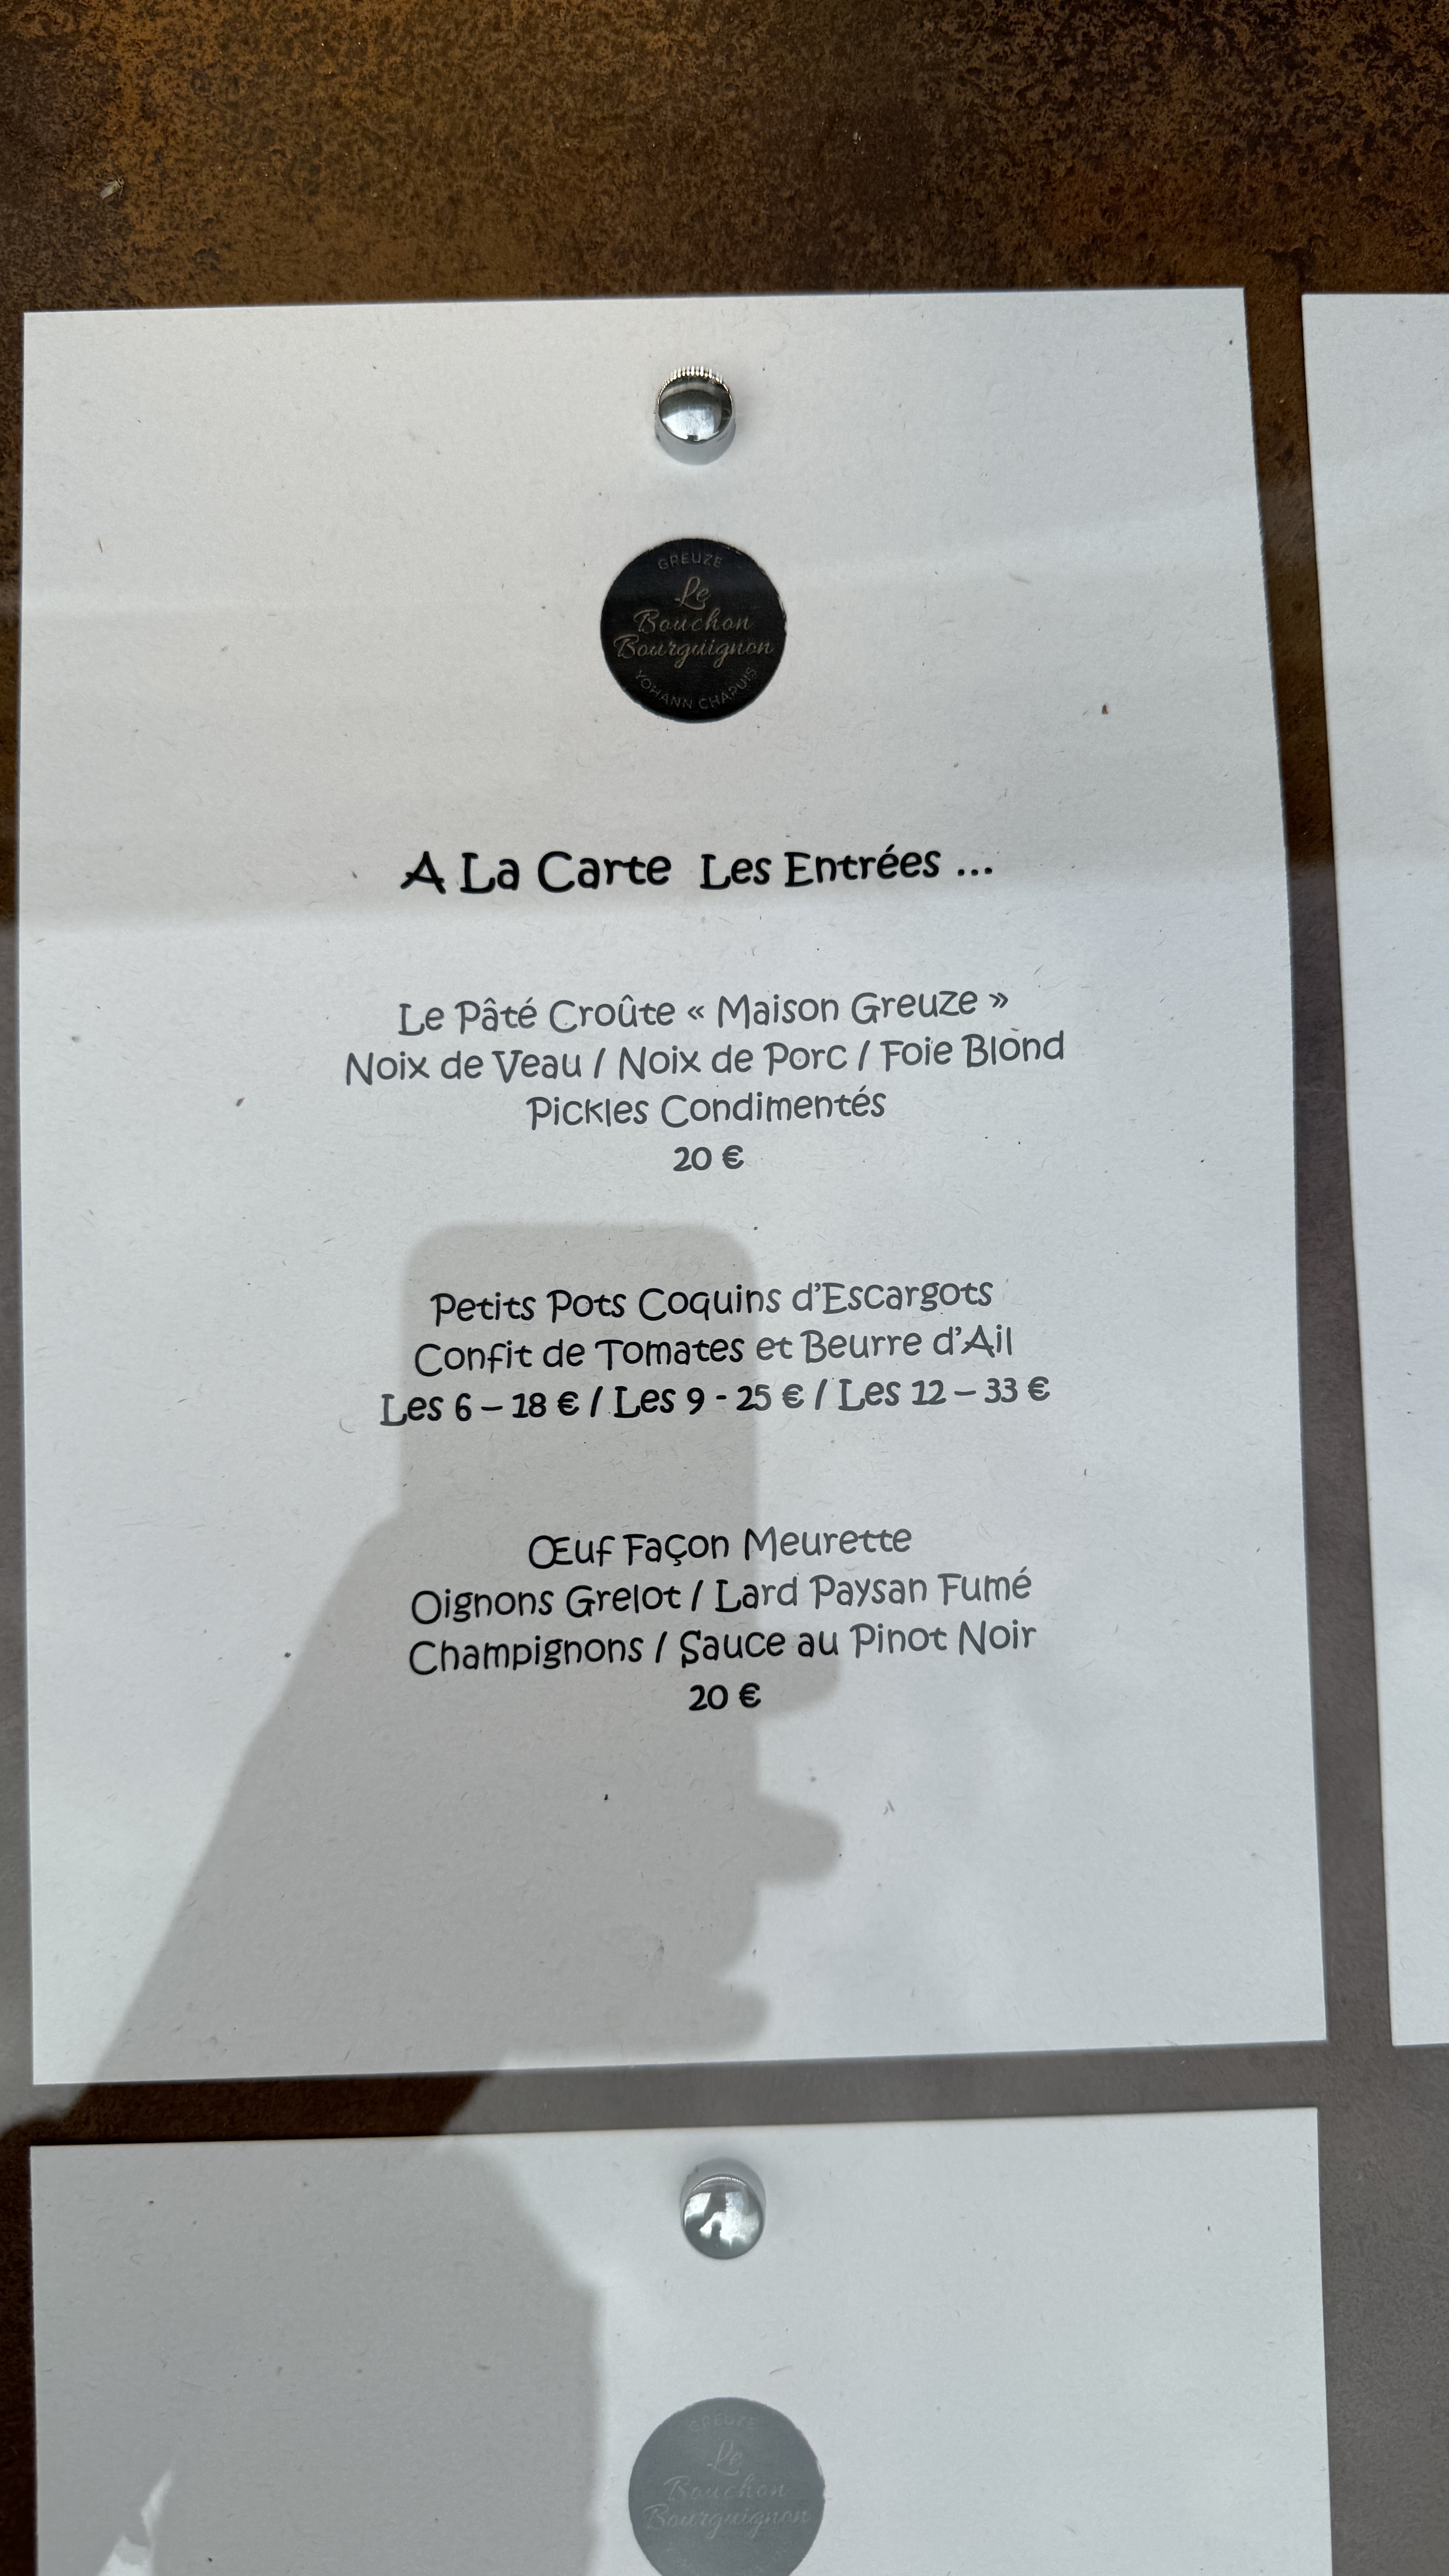 GREUZE
Le
Bouchon
Bourguignon
YOHANN CHAPUIS
A La Carte Les Entrées ...
Le Pâté Croûte « Maison Greuze »
Noix de Veau / Noix de Porc / Foie Blond
Pickles Condimentés
20 €
Petits Pots Coquins d’Escargots
Confit de Tomates et Beurre d’Ail
Les 6 – 18 € / Les 9 - 25 € / Les 12 – 33 €
Œuf Façon Meurette
Oignons Grelot / Lard Paysan Fumé
Champignons / Sauce au Pinot Noir
20 €
GREUZE
Le
Bouchon
Bourguignon